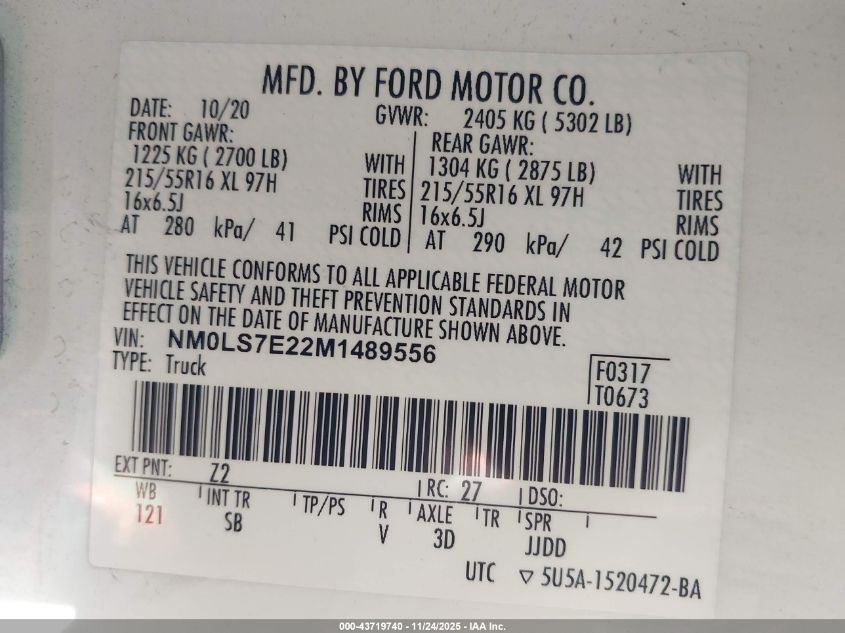 MFD. BY FORD MOTOR CO.
DATE: 10/20 GVWR: 2405 KG ( 5302 LB)
FRONT GAWR: REAR GAWR:
1225 KG ( 2700 LB) WITH 1304 KG ( 2875 LB) WITH
215/55R16 XL 97H TIRES 215/55R16 XL 97H TIRES
16x6.5J RIMS 16x6.5J RIMS
AT 280 kPa/ 41 PSI COLD AT 290 kPa/ 42 PSI COLD
THIS VEHICLE CONFORMS TO ALL APPLICABLE FEDERAL MOTOR
VEHICLE SAFETY AND THEFT PREVENTION STANDARDS IN
EFFECT ON THE DATE OF MANUFACTURE SHOWN ABOVE.
VIN: NM0LS7E22M1489556
TYPE: Truck
F0317
T0673
EXT PNT: Z2 RC: 27 DSO:
WB INT TR TP/PS R AXLE TR SPR
121 SB V 3D JJDD
UTC ▽ 5U5A-1520472-BA
000-43719740 - 11/24/2025 - IAA Inc.